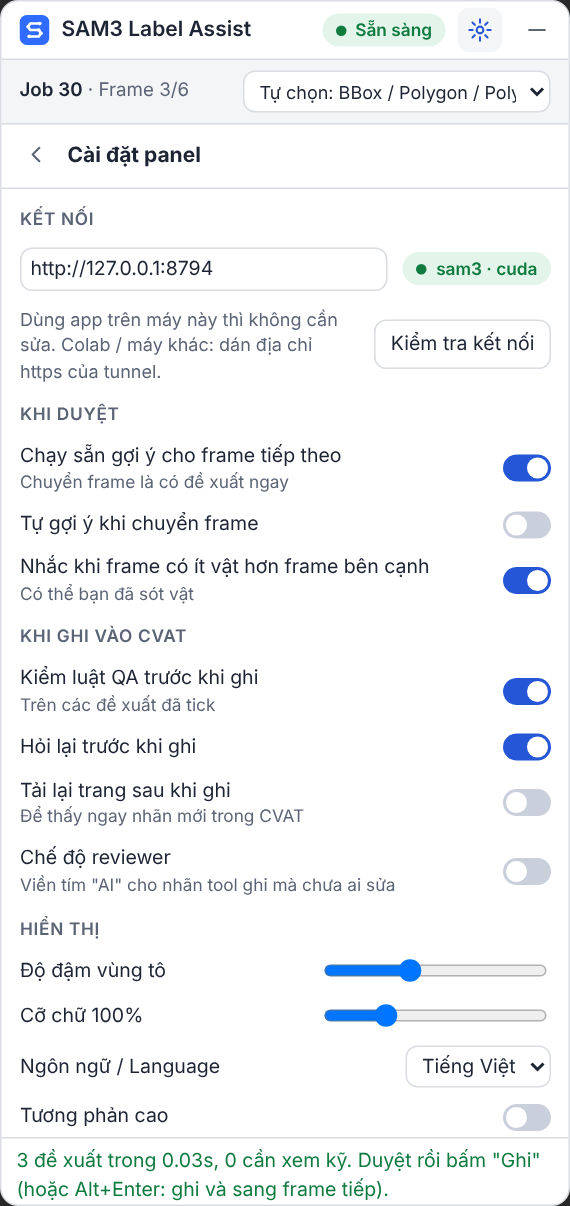 SAM3 Label Assist
Sẵn sàng
Job 30 · Frame 3/6
Tự chọn: BBox / Polygon / Poly
Cài đặt panel
KẾT NỐI
http://127.0.0.1:8794
sam3 · cuda
Dùng app trên máy này thì không cần
sửa. Colab / máy khác: dán địa chỉ
https của tunnel.
Kiểm tra kết nối
KHI DUYỆT
Chạy sẵn gợi ý cho frame tiếp theo
Chuyển frame là có đề xuất ngay
Tự gợi ý khi chuyển frame
Nhắc khi frame có ít vật hơn frame bên cạnh
Có thể bạn đã sót vật
KHI GHI VÀO CVAT
Kiểm luật QA trước khi ghi
Trên các đề xuất đã tick
Hỏi lại trước khi ghi
Tải lại trang sau khi ghi
Để thấy ngay nhãn mới trong CVAT
Chế độ reviewer
Viền tím "AI" cho nhãn tool ghi mà chưa ai sửa
HIỂN THỊ
Độ đậm vùng tô
Cỡ chữ 100%
Ngôn ngữ / Language
Tiếng Việt
Tương phản cao
3 đề xuất trong 0.03s, 0 cần xem kỹ. Duyệt rồi bấm "Ghi"
(hoặc Alt+Enter: ghi và sang frame tiếp).